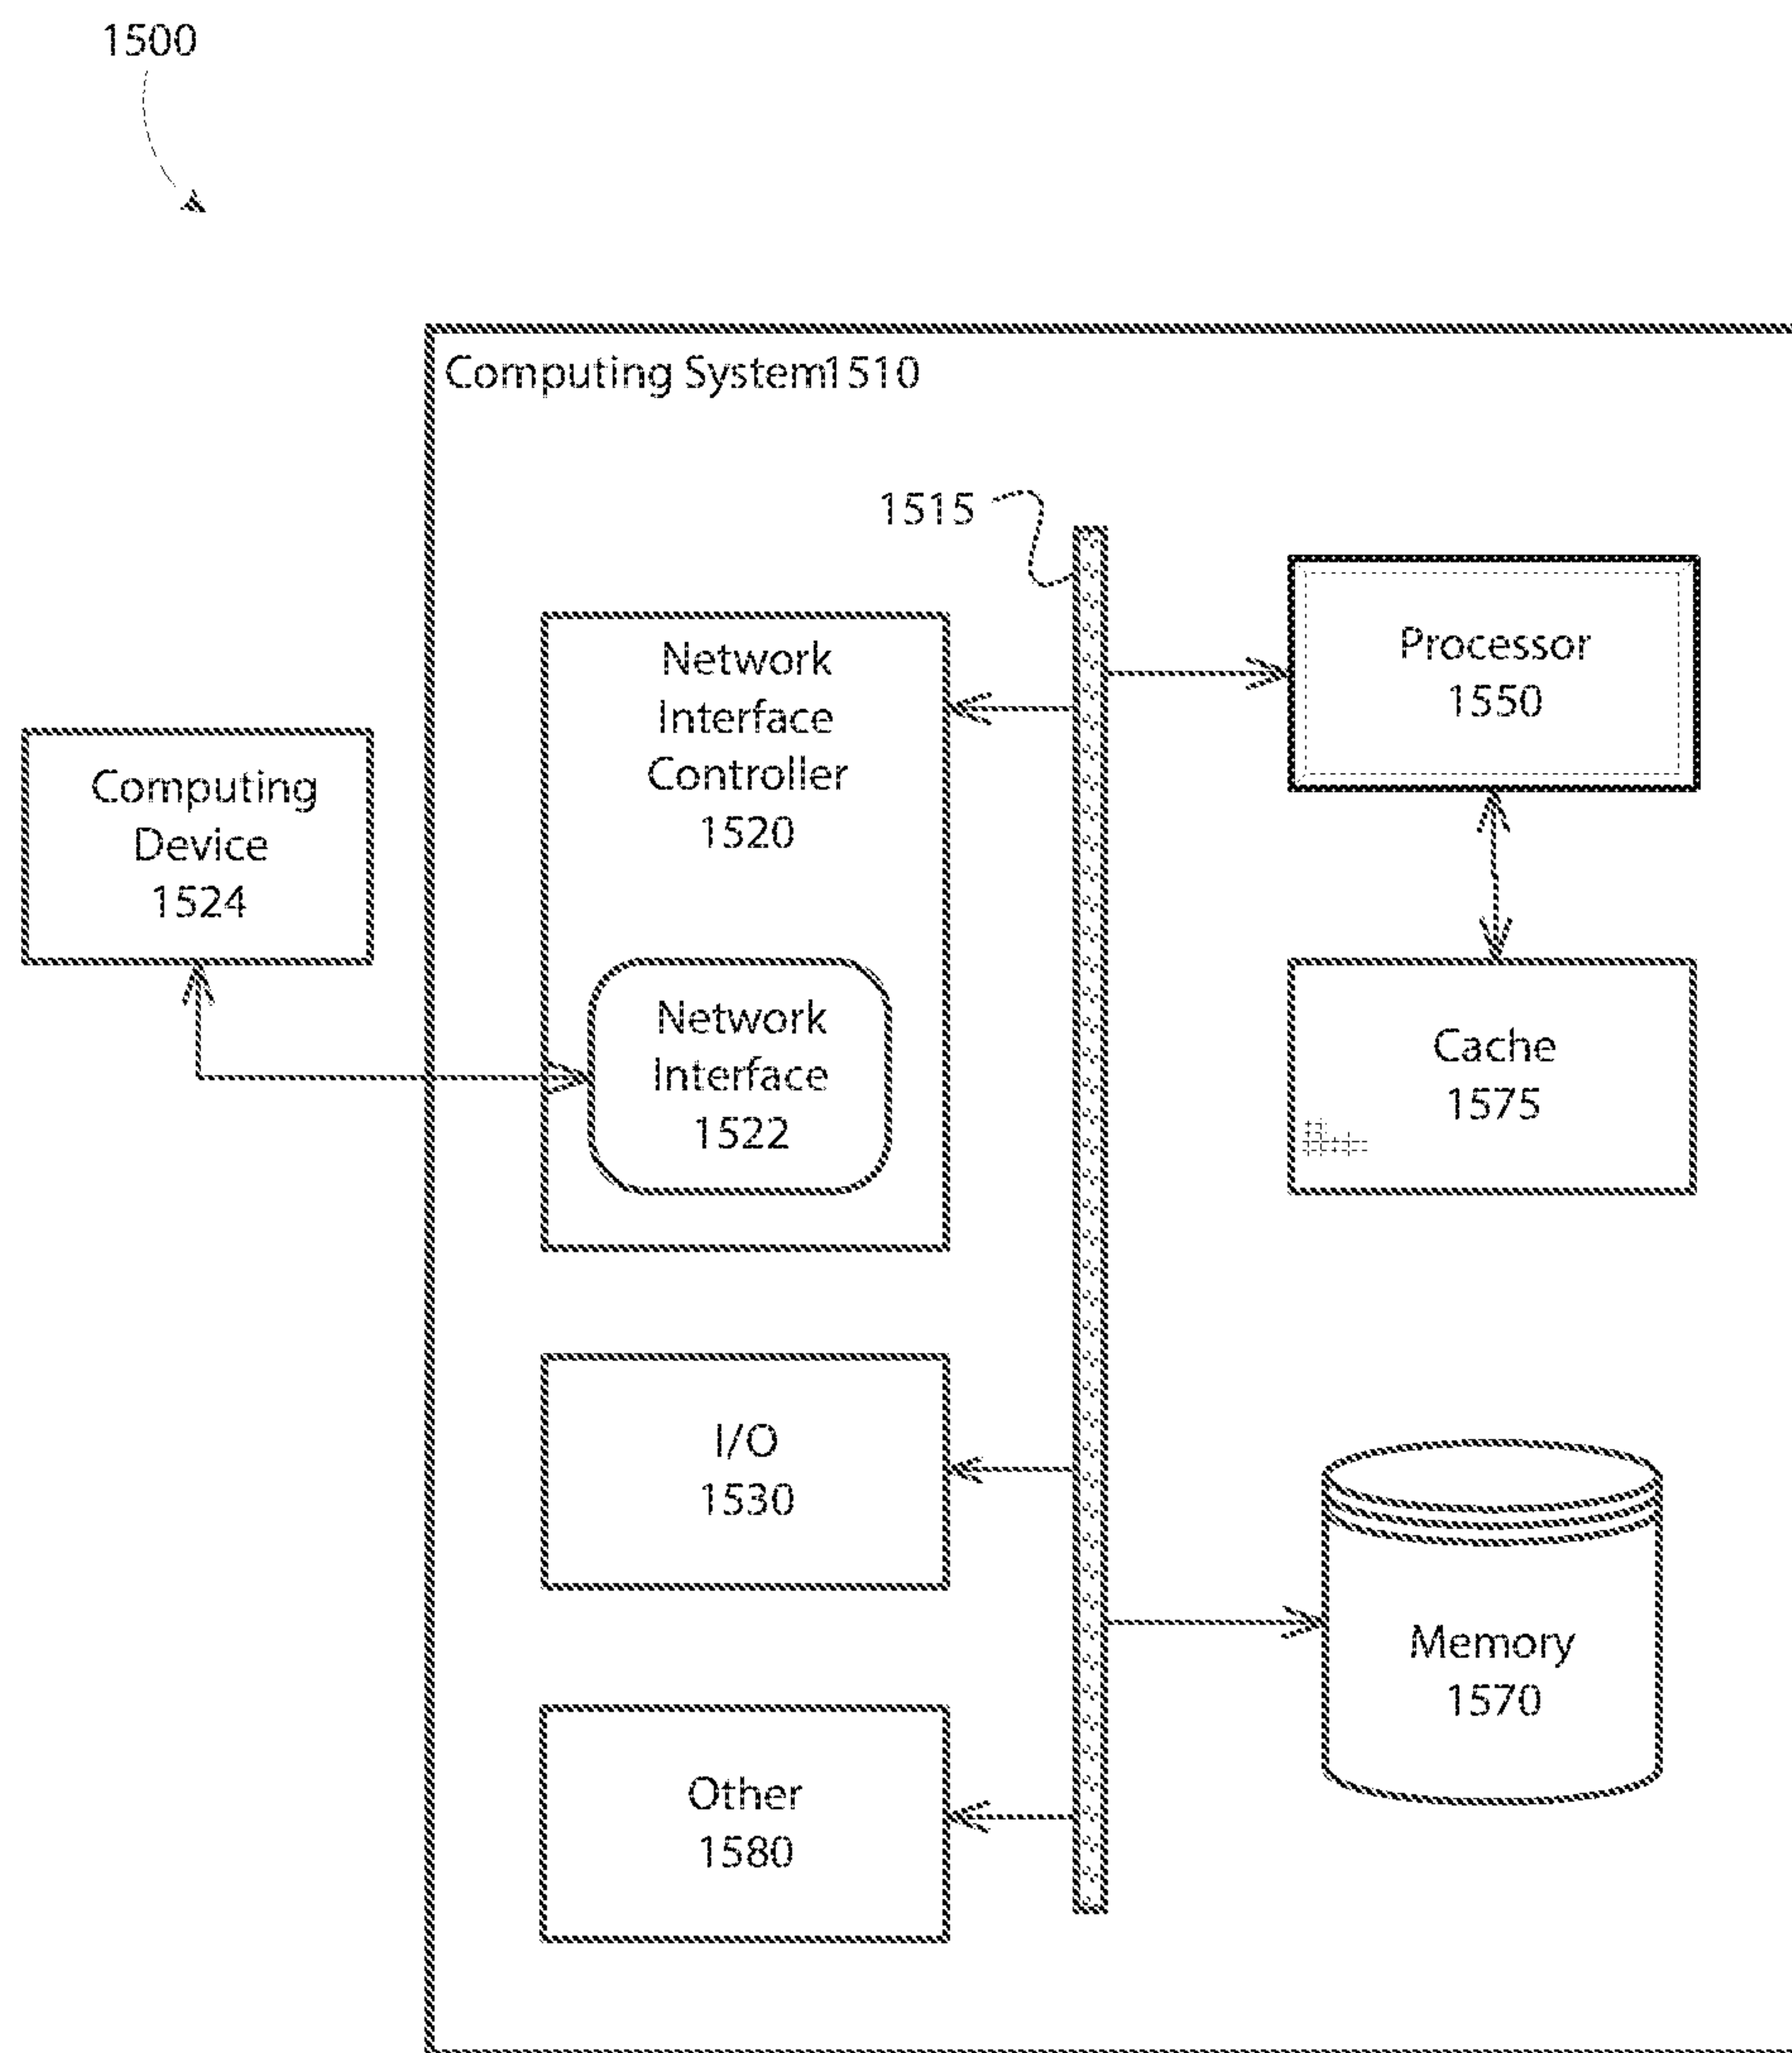 1500
Computing System1510
1515
Network
Interface
Controller
1520
Processor
1550
Computing
Device
1524
Network
Interface
1522
Cache
1575
I/O
1530
Memory
1570
Other
1580